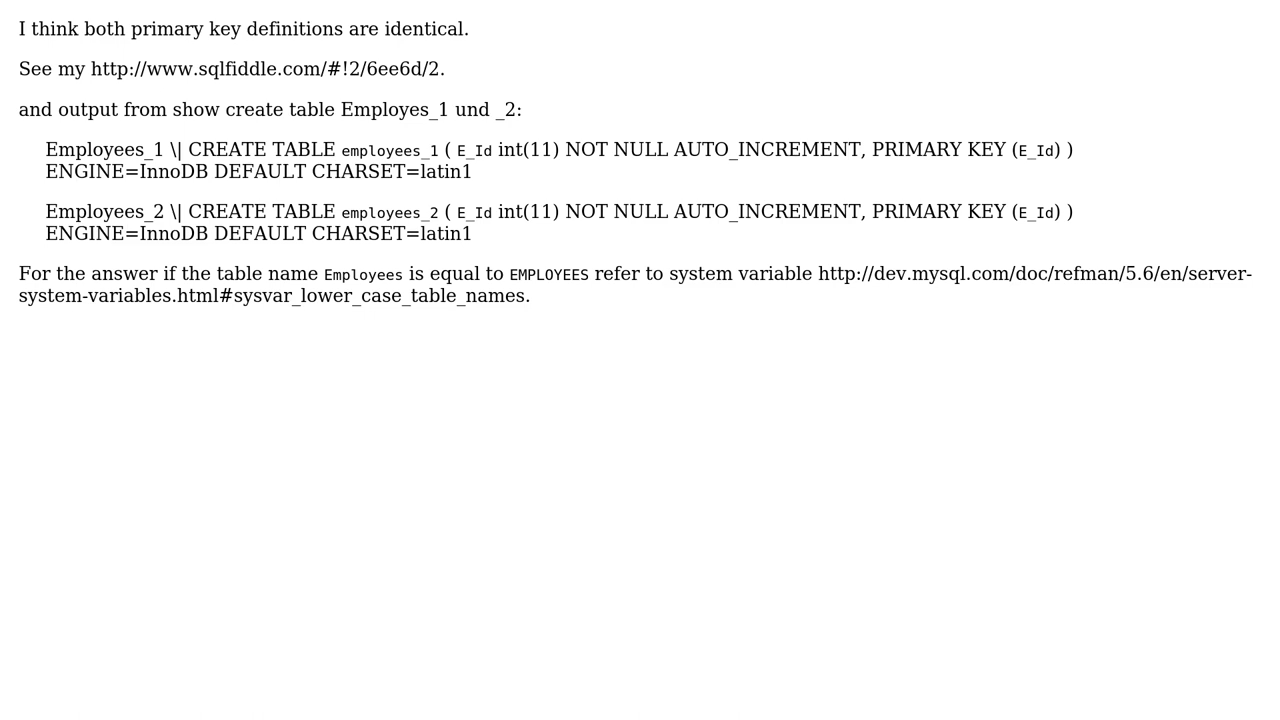 I think both primary key definitions are identical.
See my http://www.sqlfiddle.com/#!2/6ee6d/2.
and output from show create table Employes_1 und _2:
Employees_1 \| CREATE TABLE employees_1 ( E_Id int(11) NOT NULL AUTO_INCREMENT, PRIMARY KEY (E_Id) )
ENGINE=InnoDB DEFAULT CHARSET=latin1
Employees_2 \| CREATE TABLE employees_2 ( E_Id int(11) NOT NULL AUTO_INCREMENT, PRIMARY KEY (E_Id) )
ENGINE=InnoDB DEFAULT CHARSET=latin1
For the answer if the table name Employees is equal to EMPLOYEES refer to system variable http://dev.mysql.com/doc/refman/5.6/en/server-
system-variables.html#sysvar_lower_case_table_names.